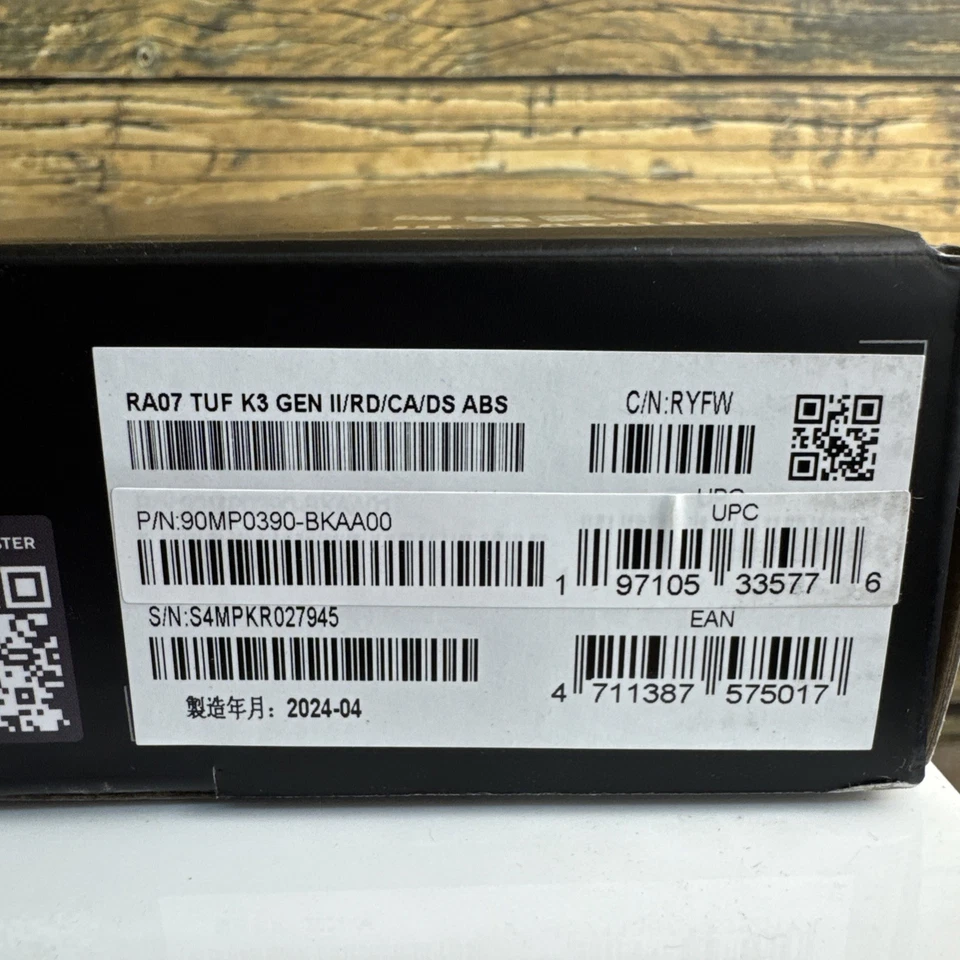 RA07 TUF K3 GEN II/RD/CA/DS ABS
C/N:RYFW
P/N:90MP0390-BKAA00
UPC
1 97105 33577 6
S/N:S4MPKR027945
EAN
4 711387 575017
製造年月：2024-04
STER